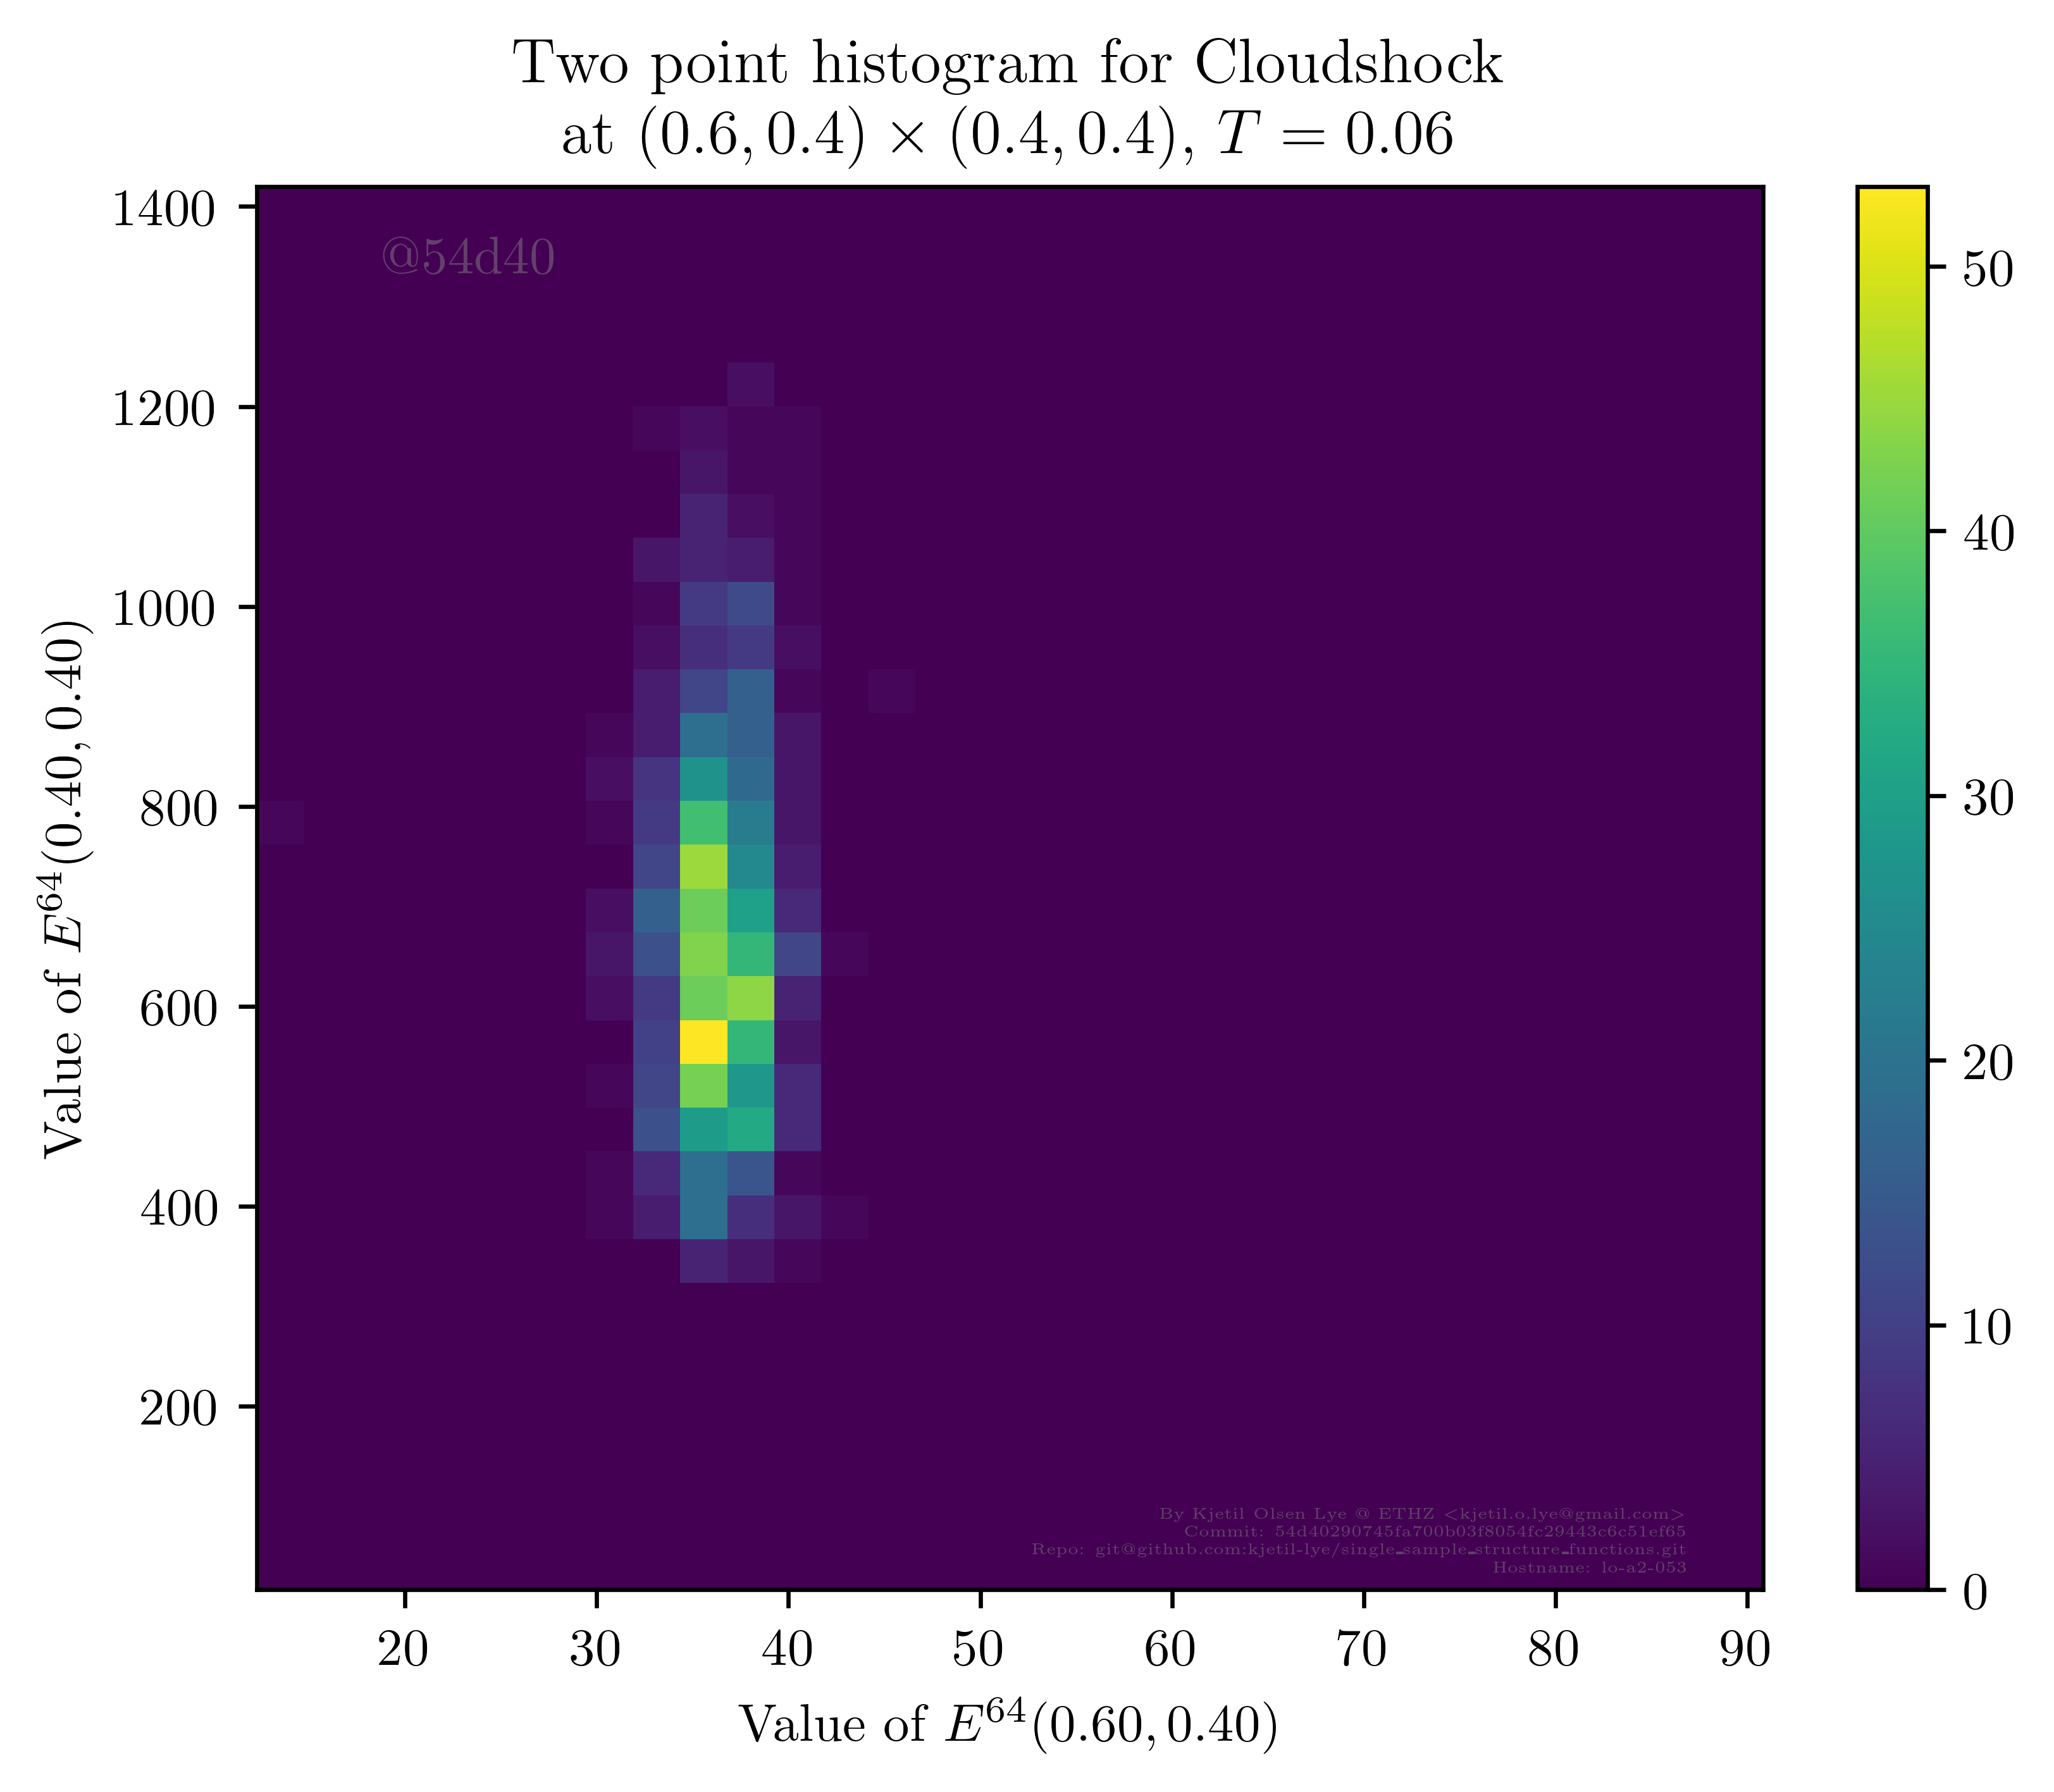 Two point histogram for Cloudshock
at (0.6, 0.4) × (0.4, 0.4), T = 0.06
©54d40
1400
1200
1000
800
600
400
200
Value of E^64(0.40, 0.40)
20 30 40 50 60 70 80 90
Value of E^64(0.60, 0.40)
50
40
30
20
10
0
By Kjetil Olsen Lye @ ETHZ <kjetil.o.lye@gmail.com>
Commit: 54d40290745fa700b03f8054fc29443c6c51ef65
Repo: git@github.com:kjetil-lye/single_sample_structure_functions.git
Hostname: lo-a2-053